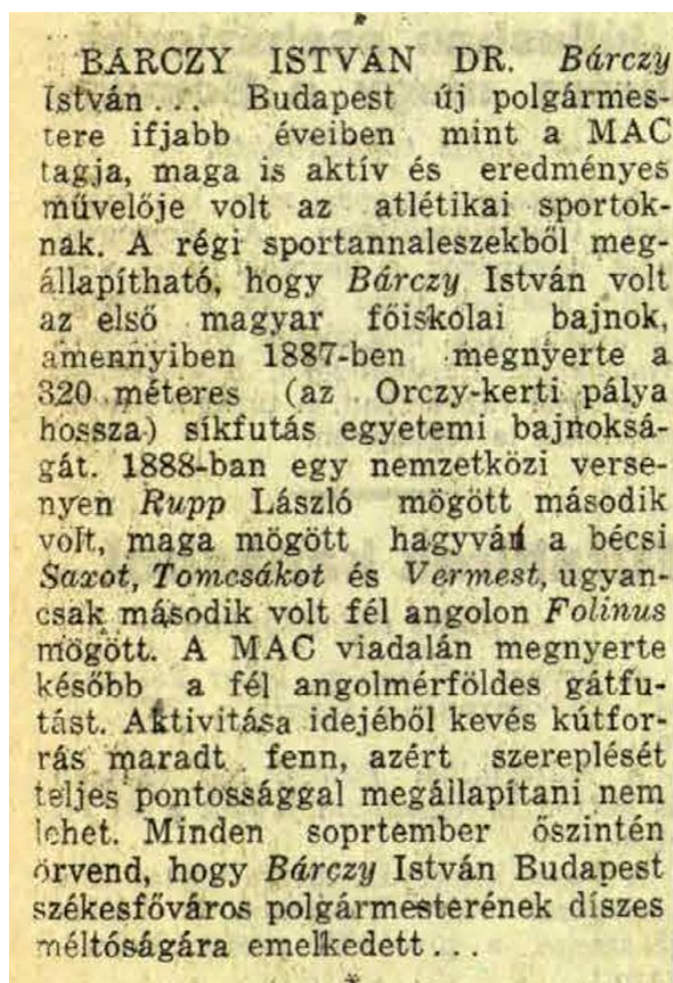 *
BÁRCZY ISTVÁN DR. Bárczy
István... Budapest új polgármes-
tere ifjabb éveiben mint a MAC
tagja, maga is aktív és eredményes
művelője volt az atlétikai sportok-
nak. A régi sportannaleszekből meg-
állapítható, hogy Bárczy István volt
az első magyar főiskolai bajnok,
amennyiben 1887-ben megnyerte a
320 méteres (az Orczy-kerti pálya
hossza) síkfutás egyetemi bajnoksá-
gát. 1888-ban egy nemzetközi verse-
nyen Rupp László mögött második
volt, maga mögött hagyván a bécsi
Saxot, Tomcsákot és Vermest, ugyan-
csak második volt fél angolon Folinus
mögött. A MAC viadalán megnyerte
később a fél angolmérföldes gátfu-
tást. Aktivitása idejéből kevés kútfor-
rás maradt fenn, azért szereplését
teljes pontossággal megállapítani nem
lehet. Minden soprtember őszintén
örvend, hogy Bárczy István Budapest
székesfőváros polgármesterének díszes
méltóságára emelkedett...
*